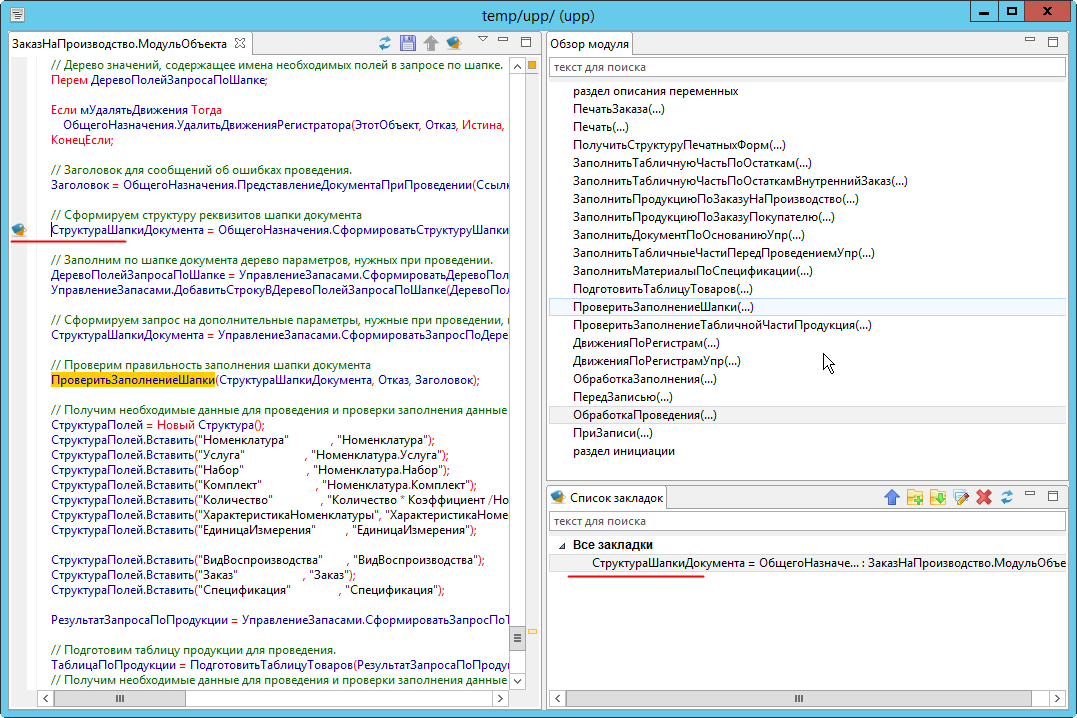 temp/upp/ (upp)
ЗаказНаПроизводство.МодульОбъекта
// Дерево значений, содержащее имена необходимых полей в запросе по шапке.
Перем ДеревоПолейЗапросаПоШапке;
Если мУдалятьДвижения Тогда
ОбщегоНазначения.УдалитьДвиженияРегистратора(ЭтотОбъект, Отказ, Истина,
КонецЕсли;
// Заголовок для сообщений об ошибках проведения.
Заголовок = ОбщегоНазначения.ПредставлениеДокументаПриПроведении(Ссылк
// Сформируем структуру реквизитов шапки документа
СтруктураШапкиДокумента = ОбщегоНазначения.СформироватьСтруктуруШапки
// Заполним по шапке документа дерево параметров, нужных при проведении.
ДеревоПолейЗапросаПоШапке = УправлениеЗапасами.СформироватьДеревоПол
УправлениеЗапасами.ДобавитьСтрокуВДеревоПолейЗапросаПоШапке(ДеревоПол
// Сформируем запрос на дополнительные параметры, нужные при проведении,
СтруктураШапкиДокумента = УправлениеЗапасами.СформироватьЗапросПоДере
// Проверим правильность заполнения шапки документа
ПроверитьЗаполнениеШапки(СтруктураШапкиДокумента, Отказ, Заголовок);
// Получим необходимые данные для проведения и проверки заполнения данные
СтруктураПолей = Новый Структура();
СтруктураПолей.Вставить("Номенклатура" , "Номенклатура");
СтруктураПолей.Вставить("Услуга" , "Номенклатура.Услуга");
СтруктураПолей.Вставить("Набор" , "Номенклатура.Набор");
СтруктураПолей.Вставить("Комплект" , "Номенклатура.Комплект");
СтруктураПолей.Вставить("Количество" , "Количество * Коэффициент /Но
СтруктураПолей.Вставить("ХарактеристикаНоменклатуры", "ХарактеристикаНоме
СтруктураПолей.Вставить("ЕдиницаИзмерения" , "ЕдиницаИзмерения");
СтруктураПолей.Вставить("ВидВоспроизводства" , "ВидВоспроизводства");
СтруктураПолей.Вставить("Заказ" , "Заказ");
СтруктураПолей.Вставить("Спецификация" , "Спецификация");
РезультатЗапросаПоПродукции = УправлениеЗапасами.СформироватьЗапросПоТ
// Подготовим таблицу продукции для проведения.
ТаблицаПоПродукции = ПодготовитьТаблицуТоваров(РезультатЗапросаПоПродук
// Получим необходимые данные для проведения и проверки заполнения данные
Обзор модуля
текст для поиска
раздел описания переменных
ПечатьЗаказа(...)
Печать(...)
ПолучитьСтруктуруПечатныхФорм(...)
ЗаполнитьТабличнуюЧастьПоОстаткам(...)
ЗаполнитьТабличнуюЧастьПоОстаткамВнутреннийЗаказ(...)
ЗаполнитьПродукциюПоЗаказуНаПроизводство(...)
ЗаполнитьПродукциюПоЗаказуПокупателю(...)
ЗаполнитьДокументПоОснованиюУпр(...)
ЗаполнитьТабличныеЧастиПередПроведениемУпр(...)
ЗаполнитьМатериалыПоСпецификации(...)
ПодготовитьТаблицуТоваров(...)
ПроверитьЗаполнениеШапки(...)
ПроверитьЗаполнениеТабличнойЧастиПродукция(...)
ДвиженияПоРегистрам(...)
ДвиженияПоРегистрамУпр(...)
ОбработкаЗаполнения(...)
ПередЗаписью(...)
ОбработкаПроведения(...)
ПриЗаписи(...)
раздел инициации
Список закладок
текст для поиска
Все закладки
СтруктураШапкиДокумента = ОбщегоНазначе... : ЗаказНаПроизводство.МодульОбъе